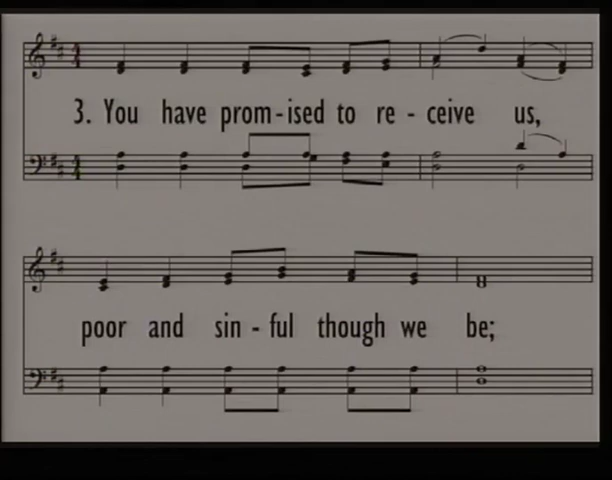 3. You have prom-ised to re - ceive us,
poor and sin - ful though we be;